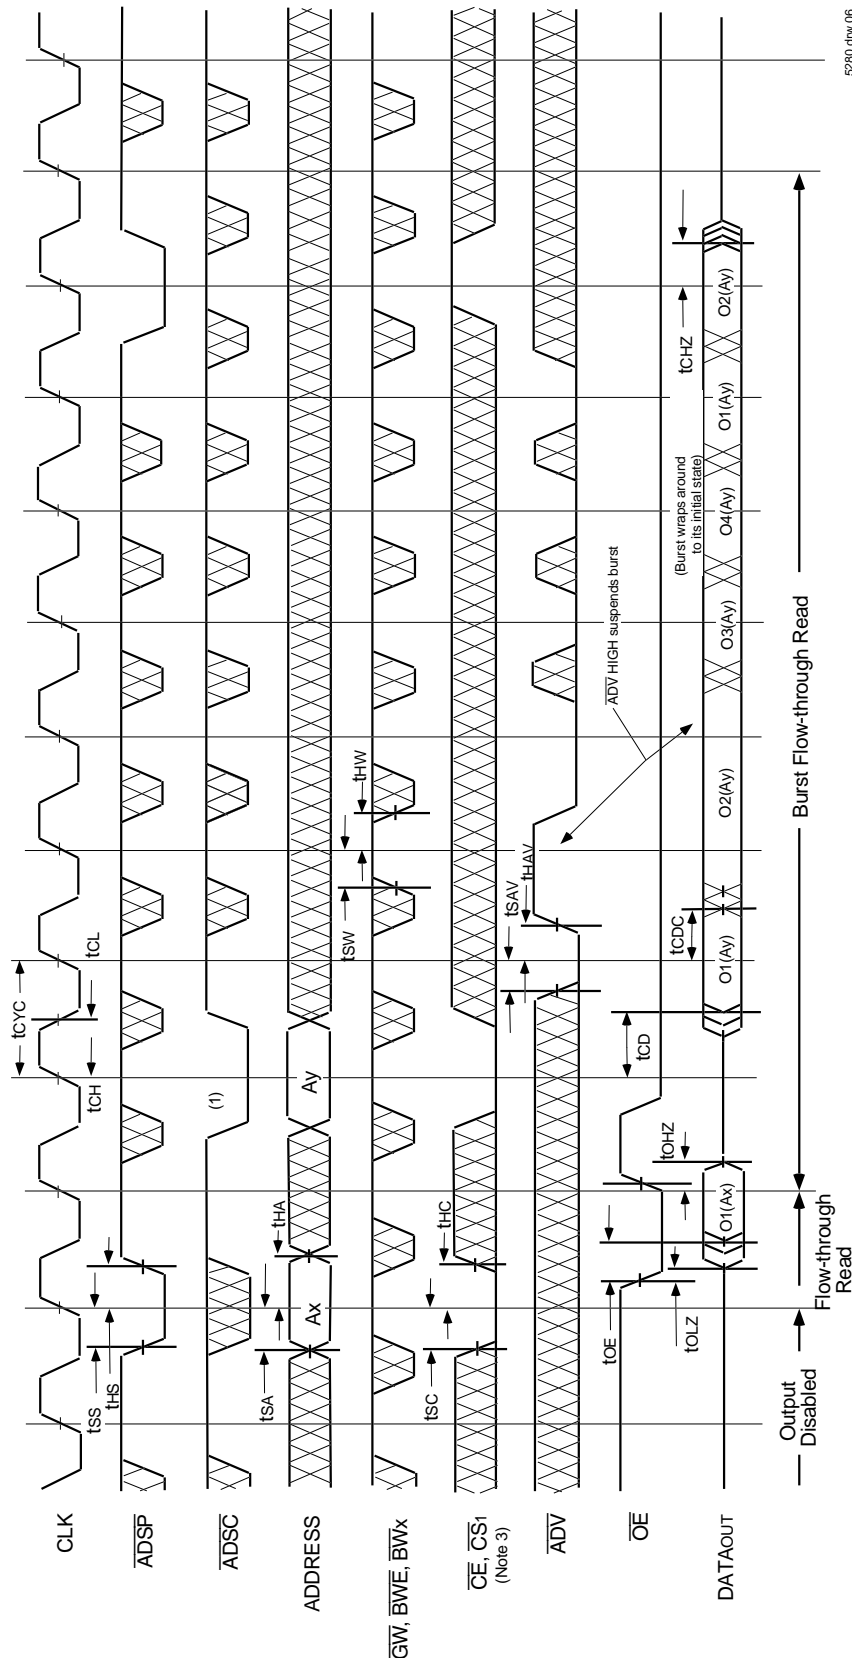 5280 drw 06
tCYC
tCH
tCL
tSS
tHS
(1)
tSA
tHA
Ax
Ay
tSW
tHW
tSC
tHC
tSAV
tHAV
ADV HIGH suspends burst
tOE
tOHZ
tOLZ
tCD
tCDC
tCHZ
O1(Ax)
O1(Ay)
O2(Ay)
O3(Ay)
O4(Ay)
O1(Ay)
O2(Ay)
(Burst wraps around
to its initial state)
Output
Disabled
Flow-through
Read
Burst Flow-through Read
CLK
ADSP
ADSC
ADDRESS
GW, BWE, BWx
CE, CS1
(Note 3)
ADV
OE
DATAOUT